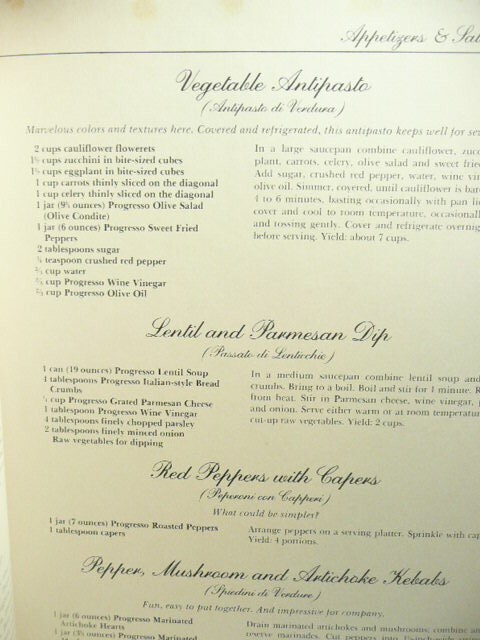 Appetizers & Sal
Vegetable Antipasto
(Antipasto di Verdura)
Marvelous colors and textures here. Covered and refrigerated, this antipasto keeps well for sev
2 cups cauliflower flowerets
1½ cups zucchini in bite-sized cubes
1½ cups eggplant in bite-sized cubes
1 cup carrots thinly sliced on the diagonal
1 cup celery thinly sliced on the diagonal
1 jar (9¾ ounces) Progresso Olive Salad
(Olive Condite)
1 jar (6 ounces) Progresso Sweet Fried
Peppers
2 tablespoons sugar
teaspoon crushed red pepper
cup water
cup Progresso Wine Vinegar
cup Progresso Olive Oil
In a large saucepan combine cauliflower, zucc
plant, carrots, celery, olive salad and sweet fried
Add sugar, crushed red pepper, water, wine vin
olive oil. Simmer, covered, until cauliflower is bare
4 to 6 minutes, basting occasionally with pan li
cover and cool to room temperature, occasionall
and tossing gently. Cover and refrigerate overnig
before serving. Yield: about 7 cups.
Lentil and Parmesan Dip
(Passato di Lenticchie)
1 can (19 ounces) Progresso Lentil Soup
4 tablespoons Progresso Italian-style Bread
Crumbs
cup Progresso Grated Parmesan Cheese
1 tablespoon Progresso Wine Vinegar
4 tablespoons finely chopped parsley
2 tablespoons finely minced onion
Raw vegetables for dipping
In a medium saucepan combine lentil soup and
crumbs. Bring to a boil. Boil and stir for 1 minute. R
from heat. Stir in Parmesan cheese, wine vinegar, p
and onion. Serve either warm or at room temperatur
cut-up raw vegetables. Yield: 2 cups.
Red Peppers with Capers
(Peperoni con Capperi)
What could be simpler?
1 jar (7 ounces) Progresso Roasted Peppers
1 tablespoon capers
Arrange peppers on a serving platter. Sprinkle with cap
Yield: 4 portions.
Pepper, Mushroom and Artichoke Kebabs
(Spiedini di Verdure)
Fun, easy to put together. And impressive for company.
1 jar (6 ounces) Progresso Marinated
Artichoke Hearts
1 jar (3¾ ounces) Progresso Marinated
Drain marinated artichokes and mushrooms; combine an
reserve marinades. Cut peppers into